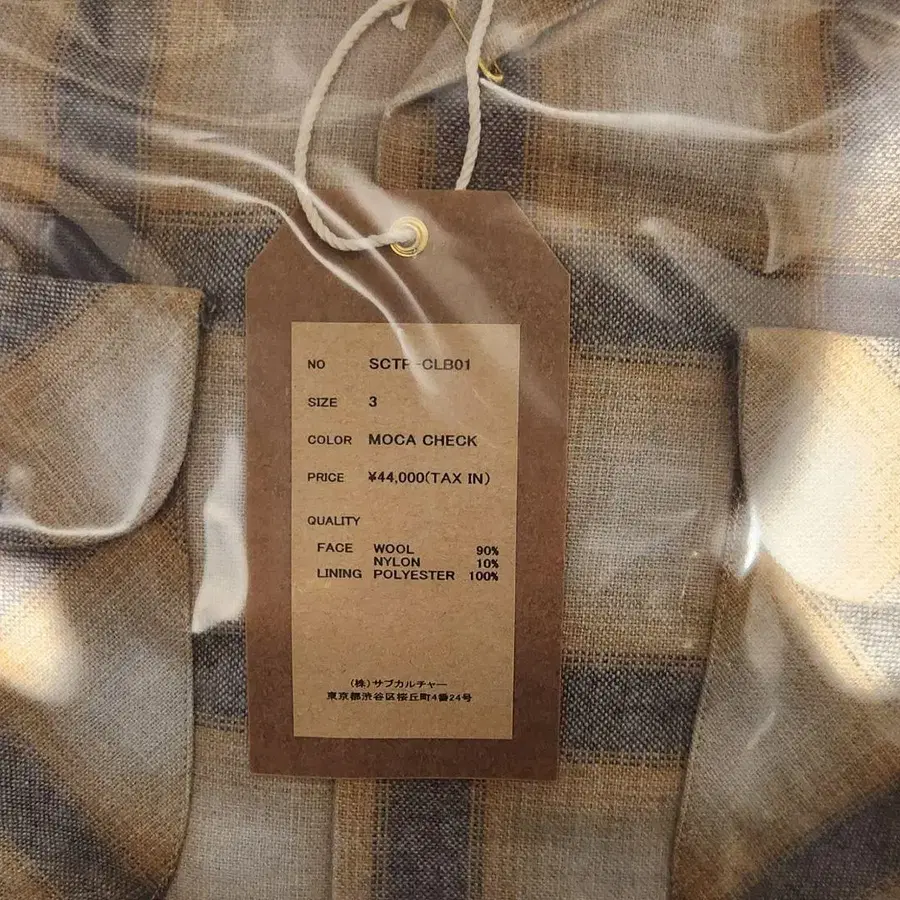 NO SCTP-CLB01
SIZE 3
COLOR MOCA CHECK
PRICE ¥44,000(TAX IN)
QUALITY
FACE WOOL 90%
NYLON 10%
LINING POLYESTER 100%
(株)サブカルチャー
東京都渋谷区桜丘町4番24号